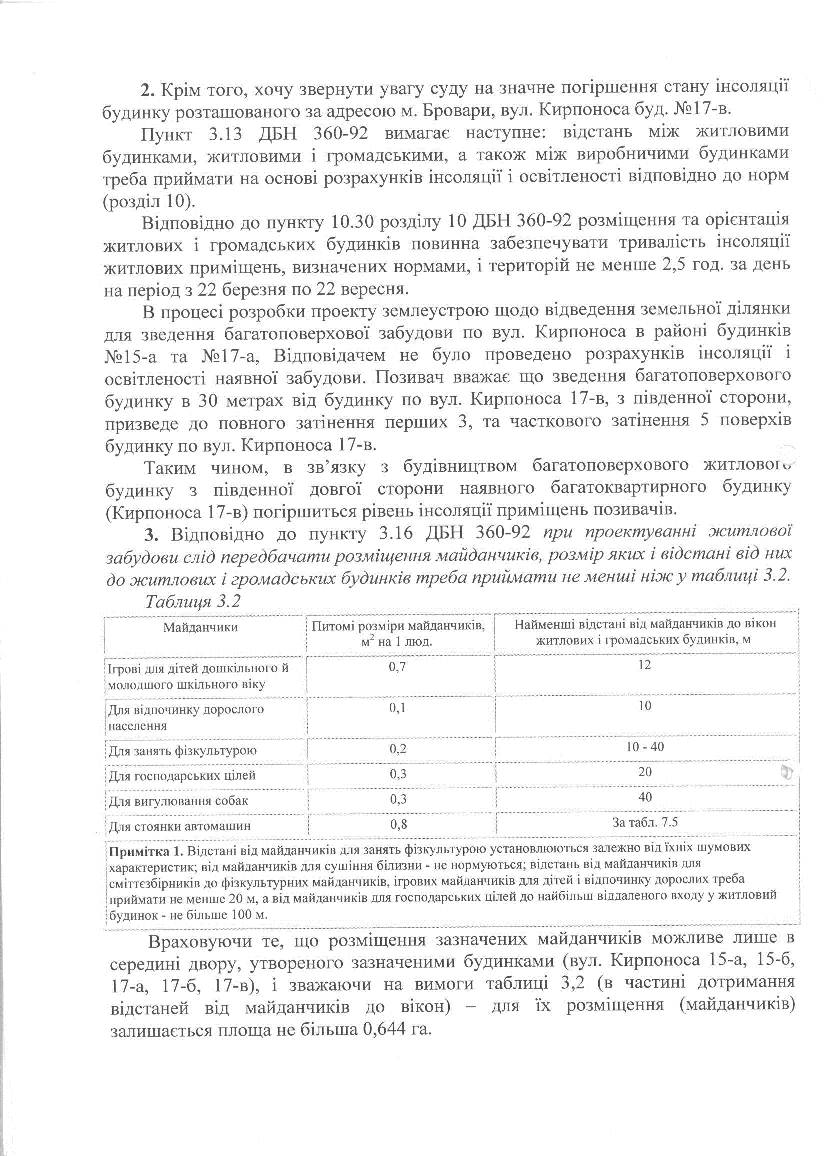 2. Крім того, хочу звернути увагу суду на значне погіршення стану інсоляції
будинку розташованого за адресою м. Бровари, вул. Кирпоноса буд. №17-в.
Пункт 3.13 ДБН 360-92 вимагає наступне: відстань між житловими
будинками, житловими і громадськими, а також між виробничими будинками
треба приймати на основі розрахунків інсоляції і освітленості відповідно до норм
(розділ 10).
Відповідно до пункту 10.30 розділу 10 ДБН 360-92 розміщення та орієнтація
житлових і громадських будинків повинна забезпечувати тривалість інсоляції
житлових приміщень, визначених нормами, і територій не менше 2,5 год. за день
на період з 22 березня по 22 вересня.
В процесі розробки проекту землеустрою щодо відведення земельної ділянки
для зведення багатоповерхової забудови по вул. Кирпоноса в районі будинків
№15-а та №17-а, Відповідачем не було проведено розрахунків інсоляції і
освітленості наявної забудови. Позивач вважає що зведення багатоповерхового
будинку в 30 метрах від будинку по вул. Кирпоноса 17-в, з південної сторони,
призведе до повного затінення перших 3, та часткового затінення 5 поверхів
будинку по вул. Кирпоноса 17-в.
Таким чином, в зв’язку з будівництвом багатоповерхового житлового
будинку з південної довгої сторони наявного багатоквартирного будинку
(Кирпоноса 17-в) погіршиться рівень інсоляції приміщень позивачів.
3. Відповідно до пункту 3.16 ДБН 360-92 при проектуванні житлової
забудови слід передбачати розміщення майданчиків, розмір яких і відстані від них
до житлових і громадських будинків треба приймати не менші ніж у таблиці 3.2.
Таблиця 3.2
Майданчики Питомі розміри майданчиків, Найменші відстані від майданчиків до вікон
м² на 1 люд. житлових і громадських будинків, м
Ігрові для дітей дошкільного й 0,7 12
молодшого шкільного віку
Для відпочинку дорослого 0,1 10
населення
Для занять фізкультурою 0,2 10 - 40
Для господарських цілей 0,3 20
Для вигулювання собак 0,3 40
Для стоянки автомашин 0,8 За табл. 7.5
Примітка 1. Відстані від майданчиків для занять фізкультурою установлюються залежно від їхніх шумових
характеристик; від майданчиків для сушіння білизни - не нормуються; відстань від майданчиків для
сміттєзбірників до фізкультурних майданчиків, ігрових майданчиків для дітей і відпочинку дорослих треба
приймати не менше 20 м, а від майданчиків для господарських цілей до найбільш віддаленого входу у житловий
будинок - не більше 100 м.
Враховуючи те, що розміщення зазначених майданчиків можливе лише в
середині двору, утвореного зазначеними будинками (вул. Кирпоноса 15-а, 15-б,
17-а, 17-б, 17-в), і зважаючи на вимоги таблиці 3,2 (в частині дотримання
відстаней від майданчиків до вікон) – для їх розміщення (майданчиків)
залишається площа не більша 0,644 га.